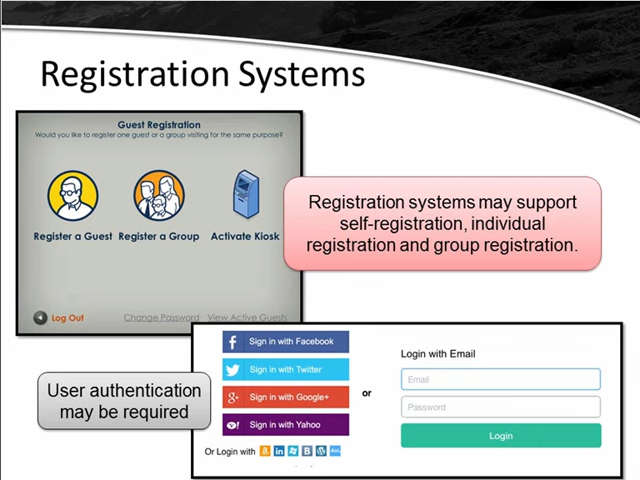 Registration Systems
Guest Registration
Would you like to register one guest or a group visiting for the same purpose?
Register a Guest
Register a Group
Activate Kiosk
Log Out
Change Password
View Active Guests
Registration systems may support
self-registration, individual
registration and group registration.
User authentication
may be required
f Sign in with Facebook
Sign in with Twitter
g+ Sign in with Google+
Y! Sign in with Yahoo
Or Login with
or
Login with Email
Email
Password
Login